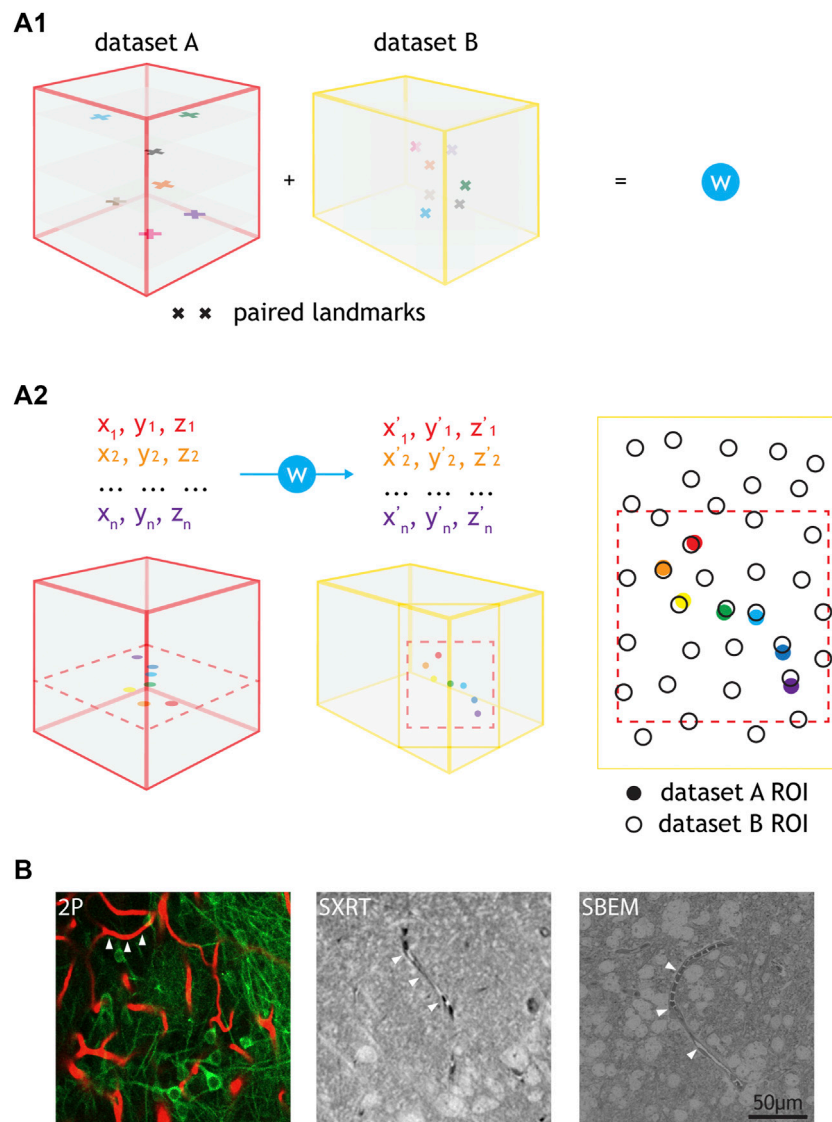 A1
dataset A
dataset B
+
=
w
paired landmarks
A2
x1, y1, z1
x2, y2, z2
... ... ...
xn, yn, zn
w
x'1, y'1, z'1
x'2, y'2, z'2
... ... ...
x'n, y'n, z'n
dataset A ROI
dataset B ROI
B
2P
SXRT
SBEM
50μm